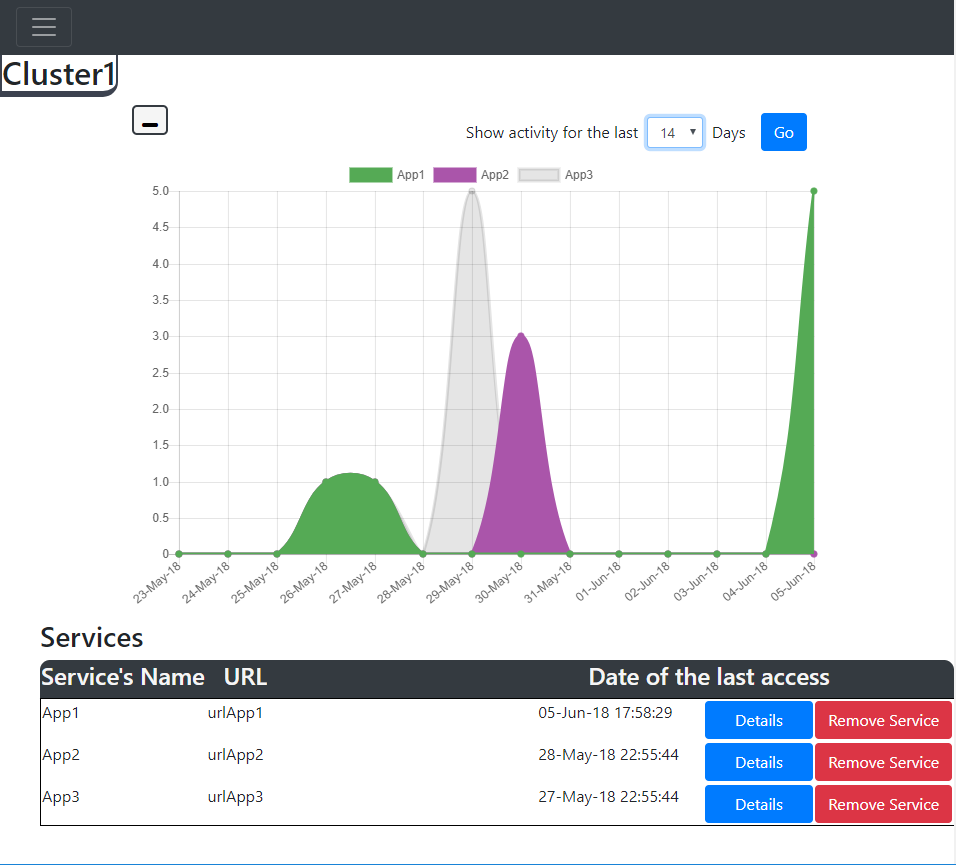 Cluster1
Show activity for the last 14 Days Go
App1 App2 App3
5.0
4.5
4.0
3.5
3.0
2.5
2.0
1.5
1.0
0.5
0
23-May-18 24-May-18 25-May-18 26-May-18 27-May-18 28-May-18 29-May-18 30-May-18 31-May-18 01-Jun-18 02-Jun-18 03-Jun-18 04-Jun-18 05-Jun-18
Services
Service's Name URL Date of the last access
App1 urlApp1 05-Jun-18 17:58:29 Details Remove Service
App2 urlApp2 28-May-18 22:55:44 Details Remove Service
App3 urlApp3 27-May-18 22:55:44 Details Remove Service